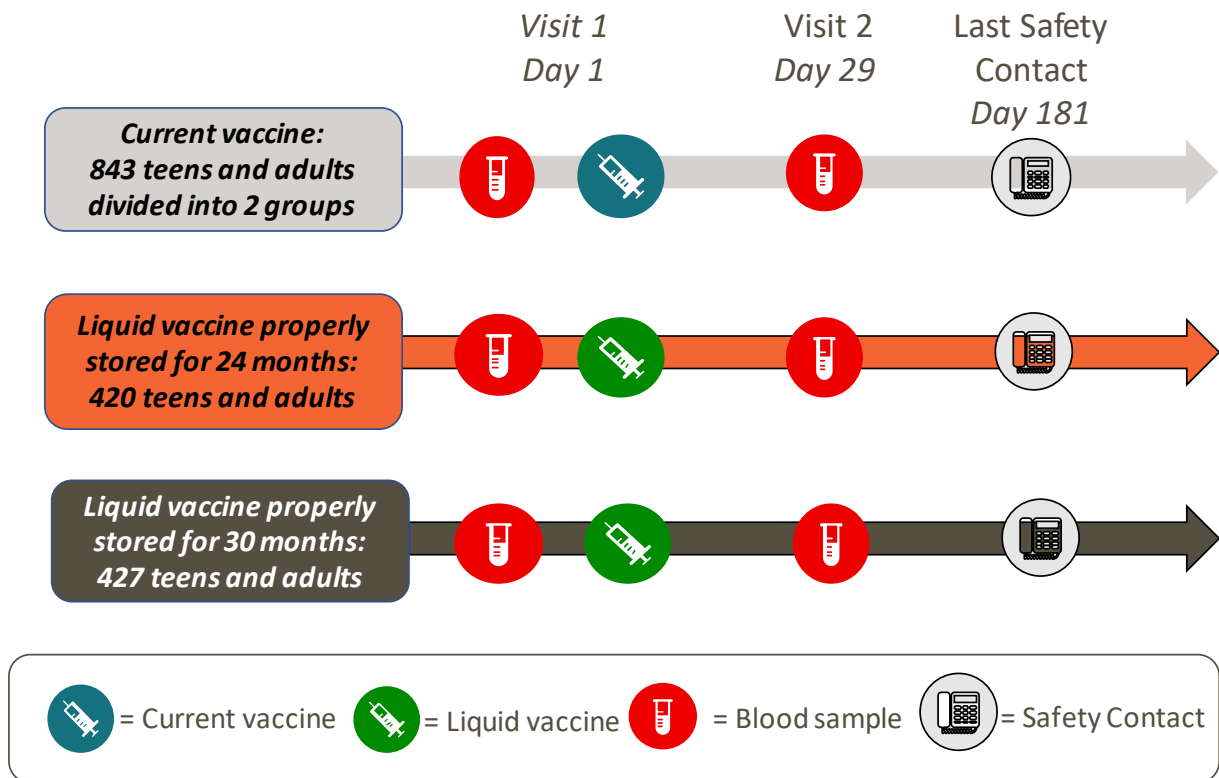 Visit 1
Day 1
Visit 2
Day 29
Last Safety
Contact
Day 181
Current vaccine:
843 teens and adults
divided into 2 groups
Liquid vaccine properly
stored for 24 months:
420 teens and adults
Liquid vaccine properly
stored for 30 months:
427 teens and adults
= Current vaccine
= Liquid vaccine
= Blood sample
= Safety Contact